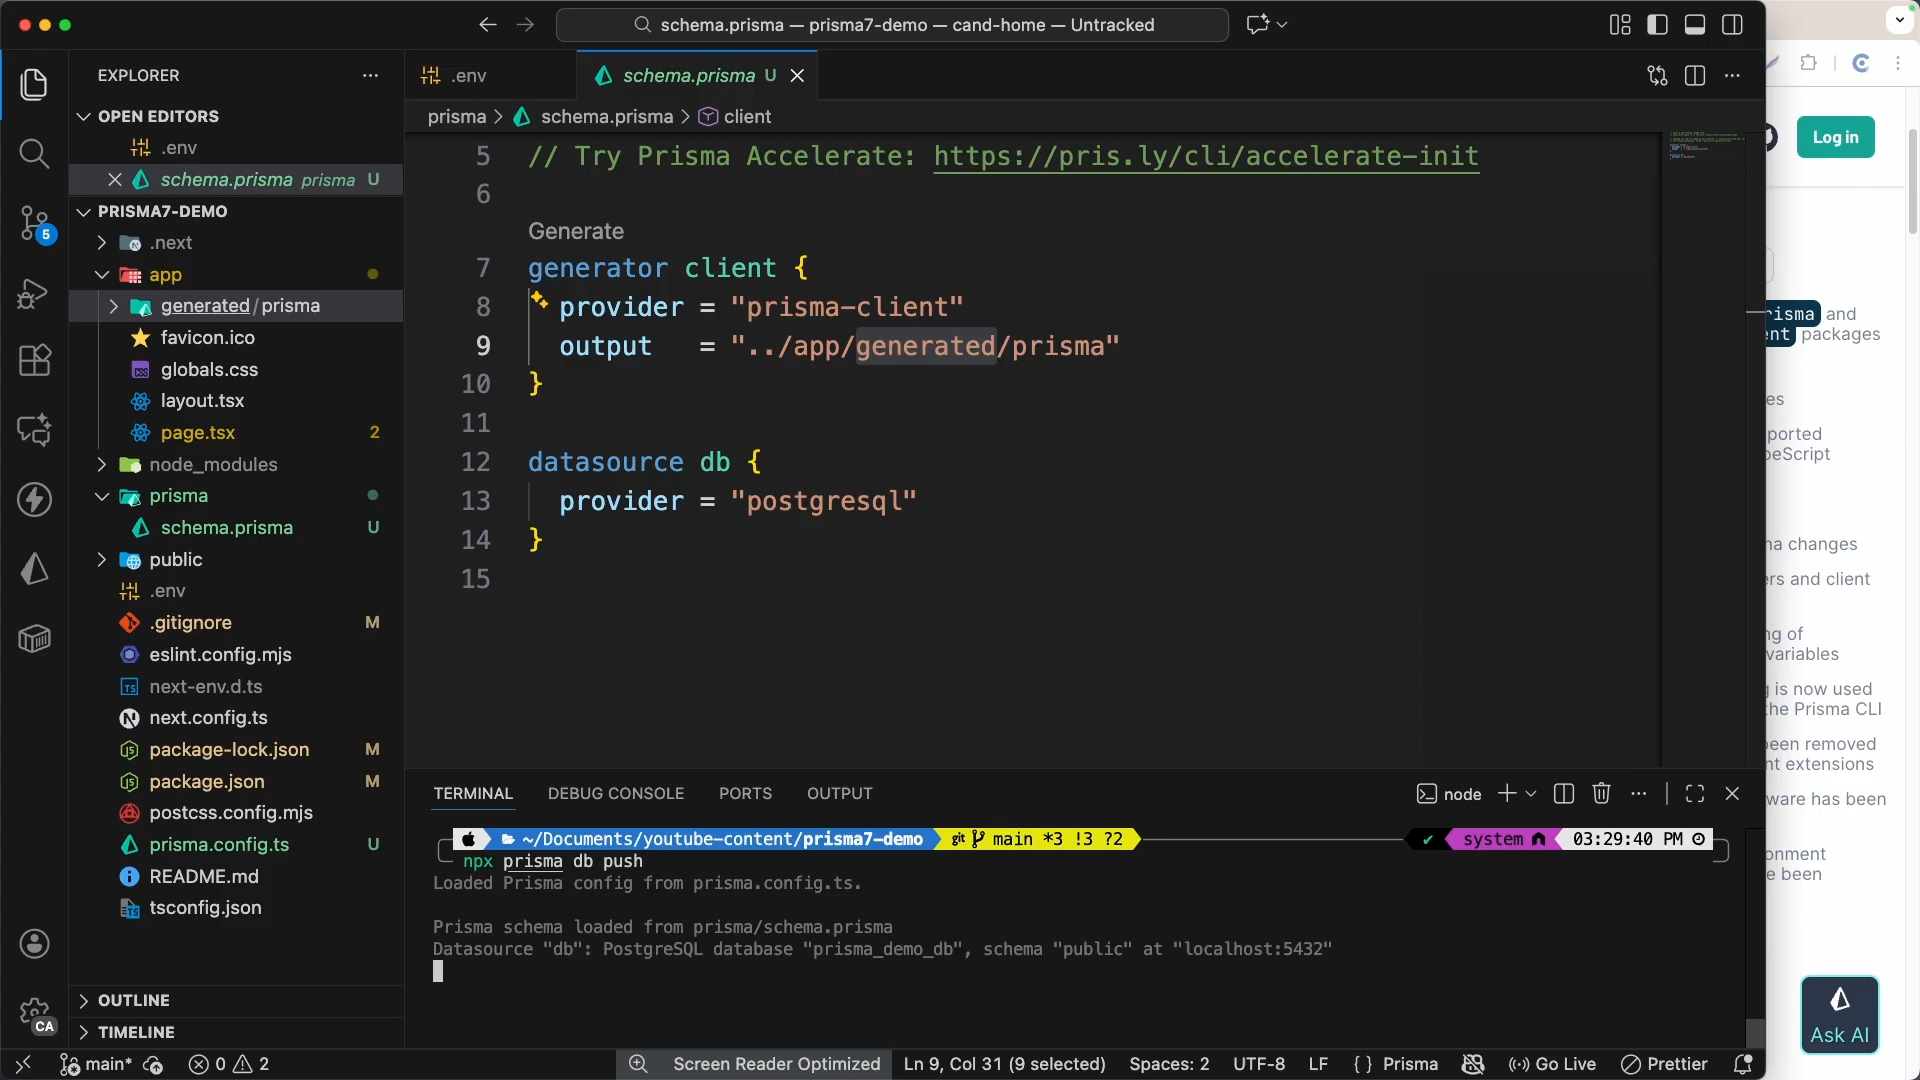 schema.prisma — prisma7-demo — cand-home — Untracked
EXPLORER
OPEN EDITORS
.env
schema.prisma prisma U
PRISMA7-DEMO
.next
app
generated/prisma
favicon.ico
globals.css
layout.tsx
page.tsx 2
node_modules
prisma
schema.prisma U
public
.env
.gitignore M
eslint.config.mjs
next-env.d.ts
next.config.ts
package-lock.json M
package.json M
postcss.config.mjs
prisma.config.ts U
README.md
tsconfig.json
OUTLINE
TIMELINE
5
CA
.env
schema.prisma U
prisma > schema.prisma > client
5 // Try Prisma Accelerate: https://pris.ly/cli/accelerate-init
6
Generate
7 generator client {
8 provider = "prisma-client"
9 output = "../app/generated/prisma"
10 }
11
12 datasource db {
13 provider = "postgresql"
14 }
15
TERMINAL DEBUG CONSOLE PORTS OUTPUT
node
~/Documents/youtube-content/prisma7-demo git main *3 !3 ?2 ✔ system 03:29:40 PM
npx prisma db push
Loaded Prisma config from prisma.config.ts.
Prisma schema loaded from prisma/schema.prisma
Datasource "db": PostgreSQL database "prisma_demo_db", schema "public" at "localhost:5432"
main* 0 2 Screen Reader Optimized Ln 9, Col 31 (9 selected) Spaces: 2 UTF-8 LF { } Prisma Go Live Prettier
Log in
risma and
nt packages
es
ported
peScript
na changes
ers and client
ng of
variables
g is now used
the Prisma CLI
been removed
nt extensions
ware has been
onment
e been
Ask AI